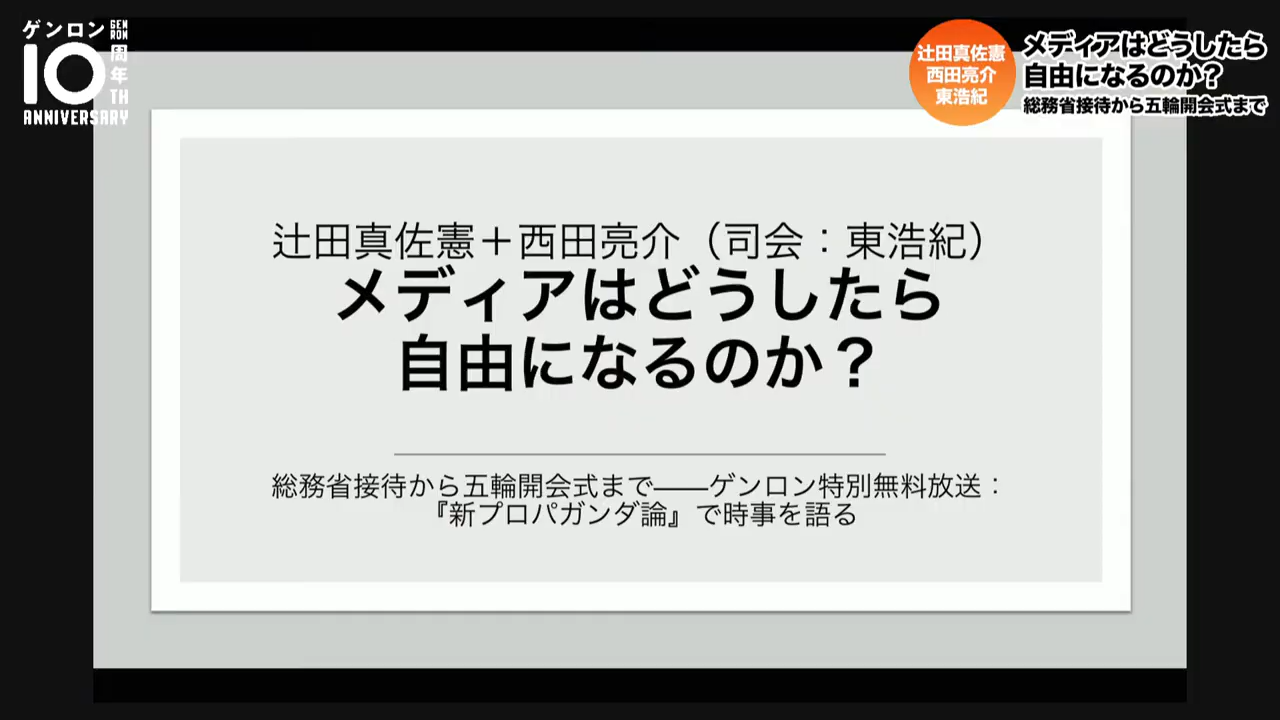 ゲンロン
GEN
RON
10
周
年
TH
ANNIVERSARY
辻田真佐憲
西田亮介
東浩紀
メディアはどうしたら
自由になるのか?
総務省接待から五輪開会式まで
辻田真佐憲+西田亮介(司会:東浩紀)
メディアはどうしたら
自由になるのか?
総務省接待から五輪開会式まで――ゲンロン特別無料放送:
『新プロパガンダ論』で時事を語る